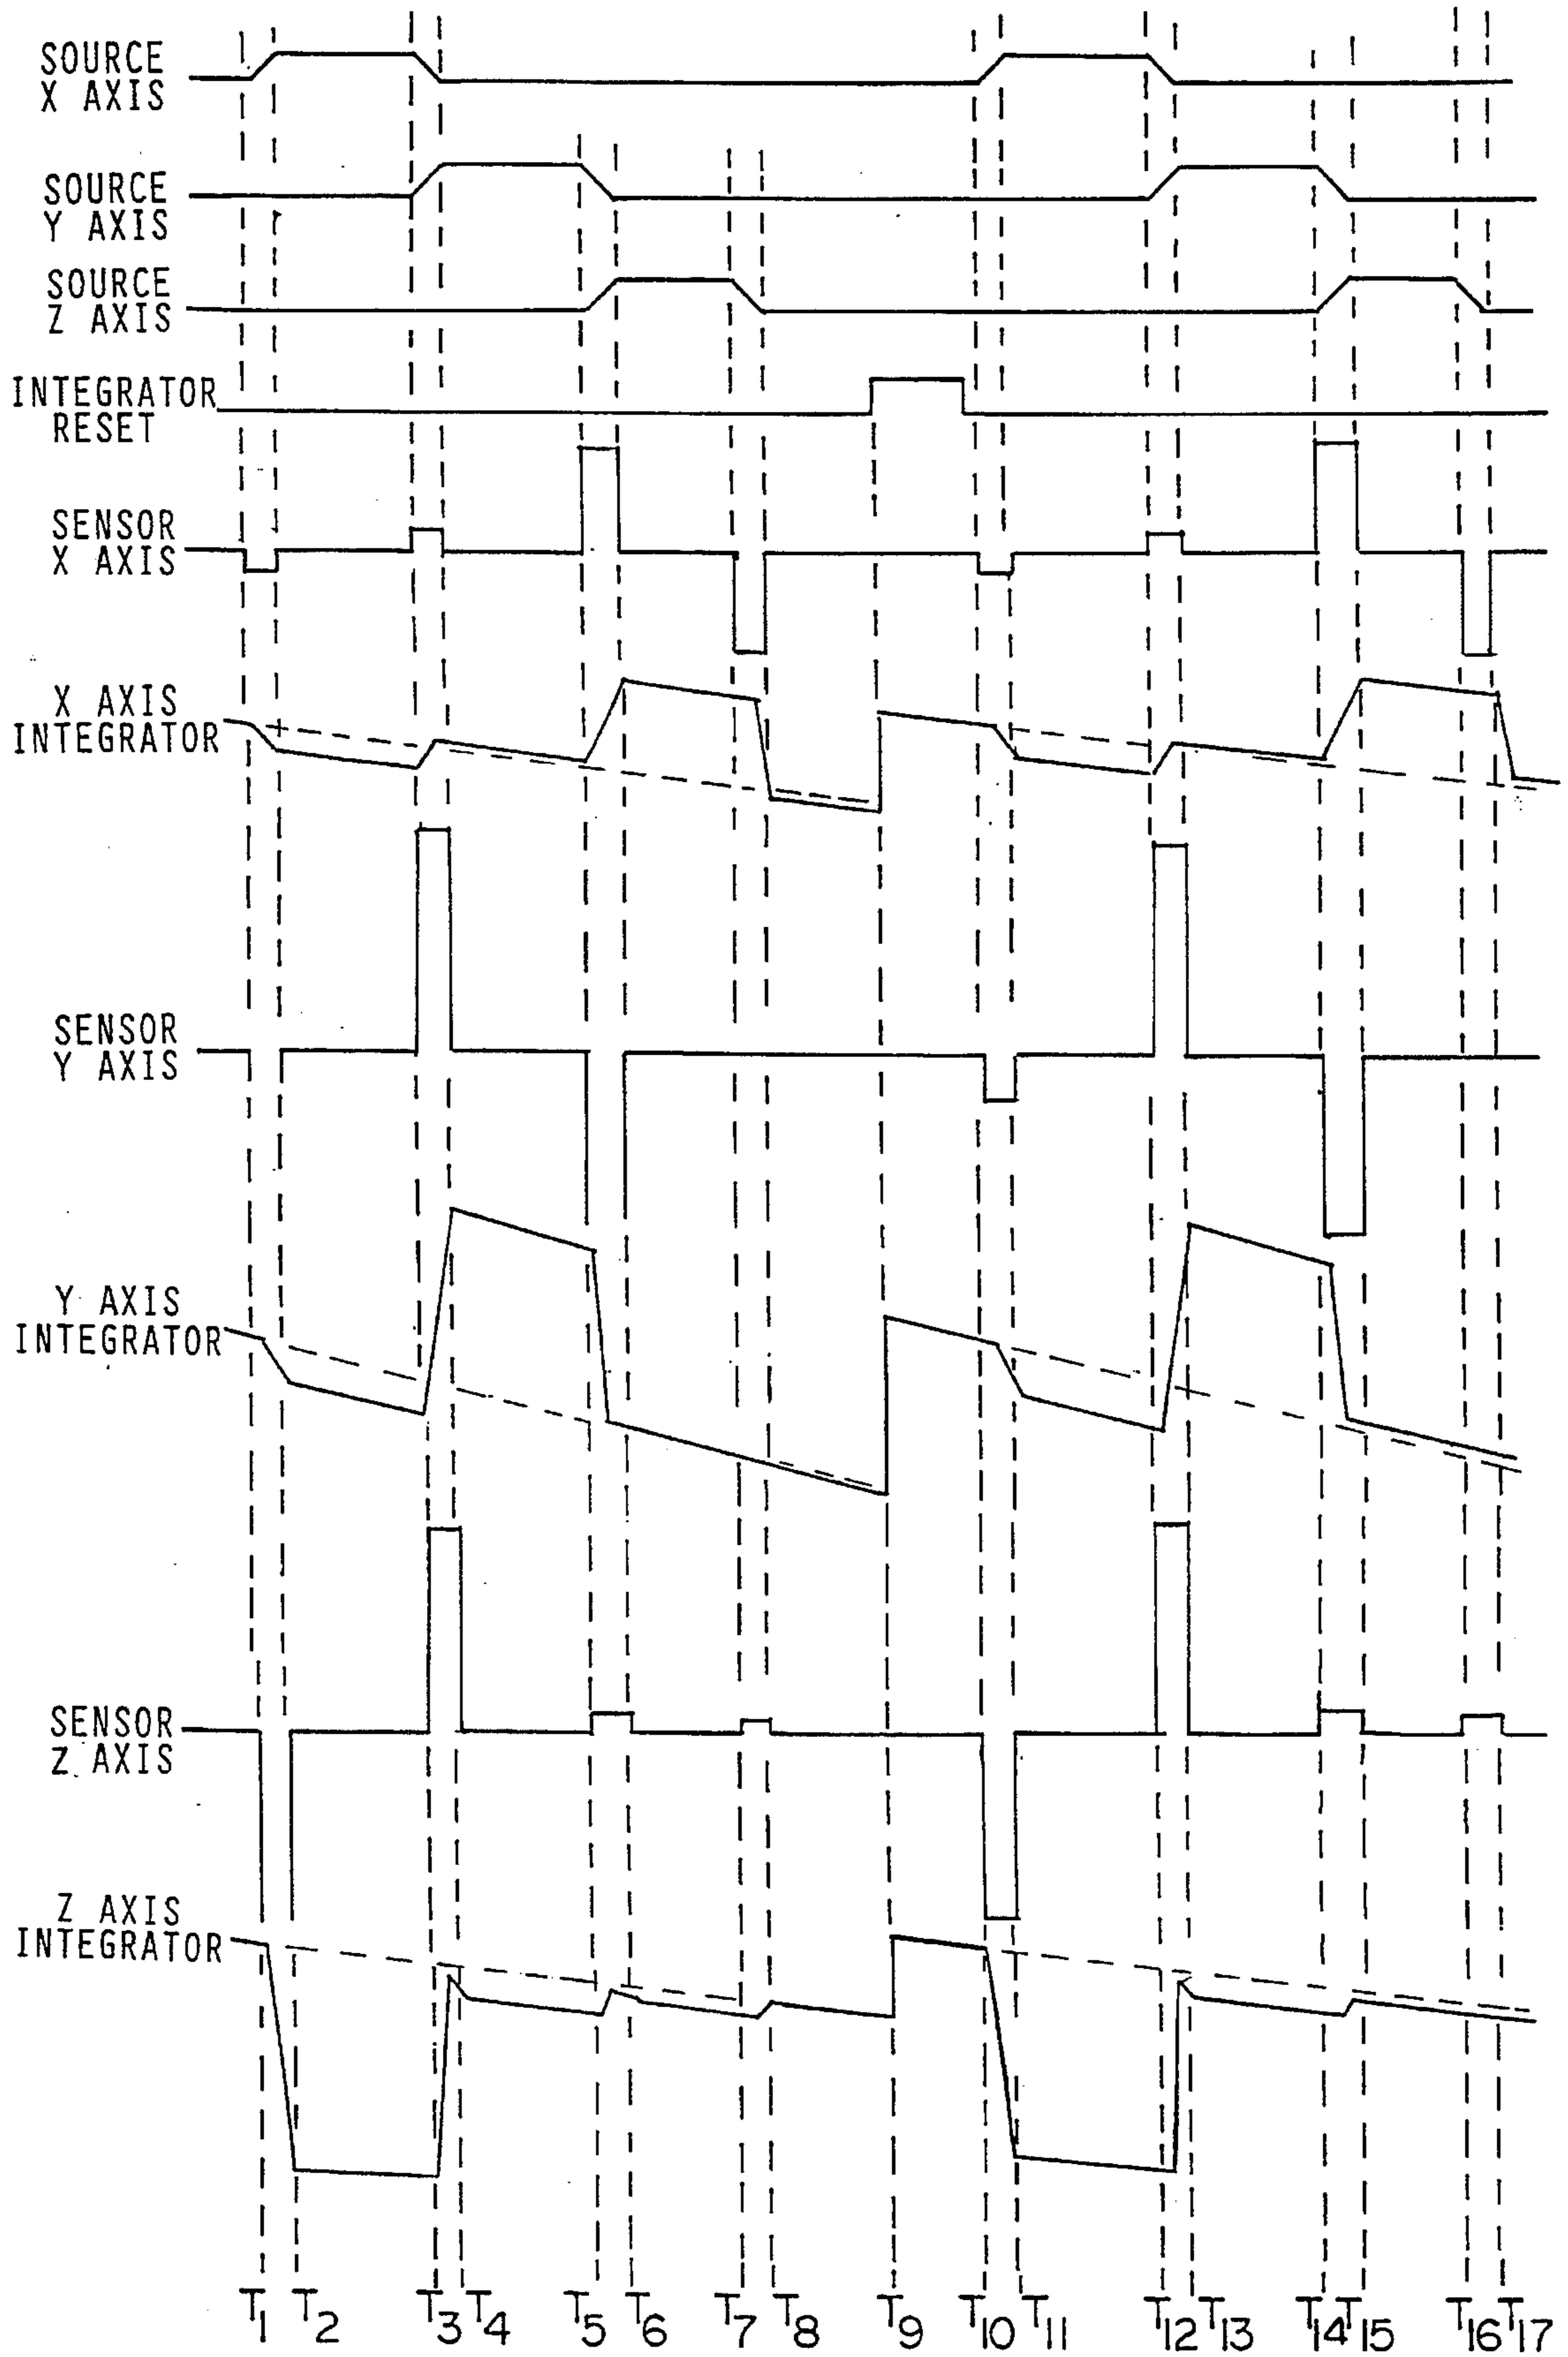 SOURCE
X AXIS
SOURCE
Y AXIS
SOURCE
Z AXIS
INTEGRATOR
RESET
SENSOR
X AXIS
X AXIS
INTEGRATOR
SENSOR
Y AXIS
Y AXIS
INTEGRATOR
SENSOR
Z AXIS
Z AXIS
INTEGRATOR
T1 T2 T3 T4 T5 T6 T7 T8 T9 T10 T11 T12 T13 T14 T15 T16 T17